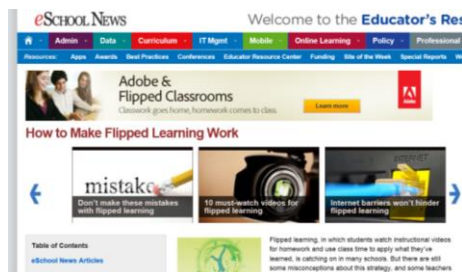 eSchool News
Welcome to the Educator's Res
Admin
Data
Curriculum
IT Mgmt
Mobile
Online Learning
Policy
Professional
Resources: Apps Awards Best Practices Conferences Educator Resource Center Funding Site of the Week Special Reports W
Adobe &
Flipped Classrooms
Classwork goes home, homework comes to class.
Learn more
Adobe
How to Make Flipped Learning Work
mistake
Don't make these mistakes
with flipped learning
10 must-watch videos for
flipped learning
INTERNET
Internet barriers won't hinder
flipped learning
Table of Contents
eSchool News Articles
Flipped learning, in which students watch instructional videos
for homework and use class time to apply what they've
learned, is catching on in many schools. But there are still
some misconceptions about this strategy, and some teachers